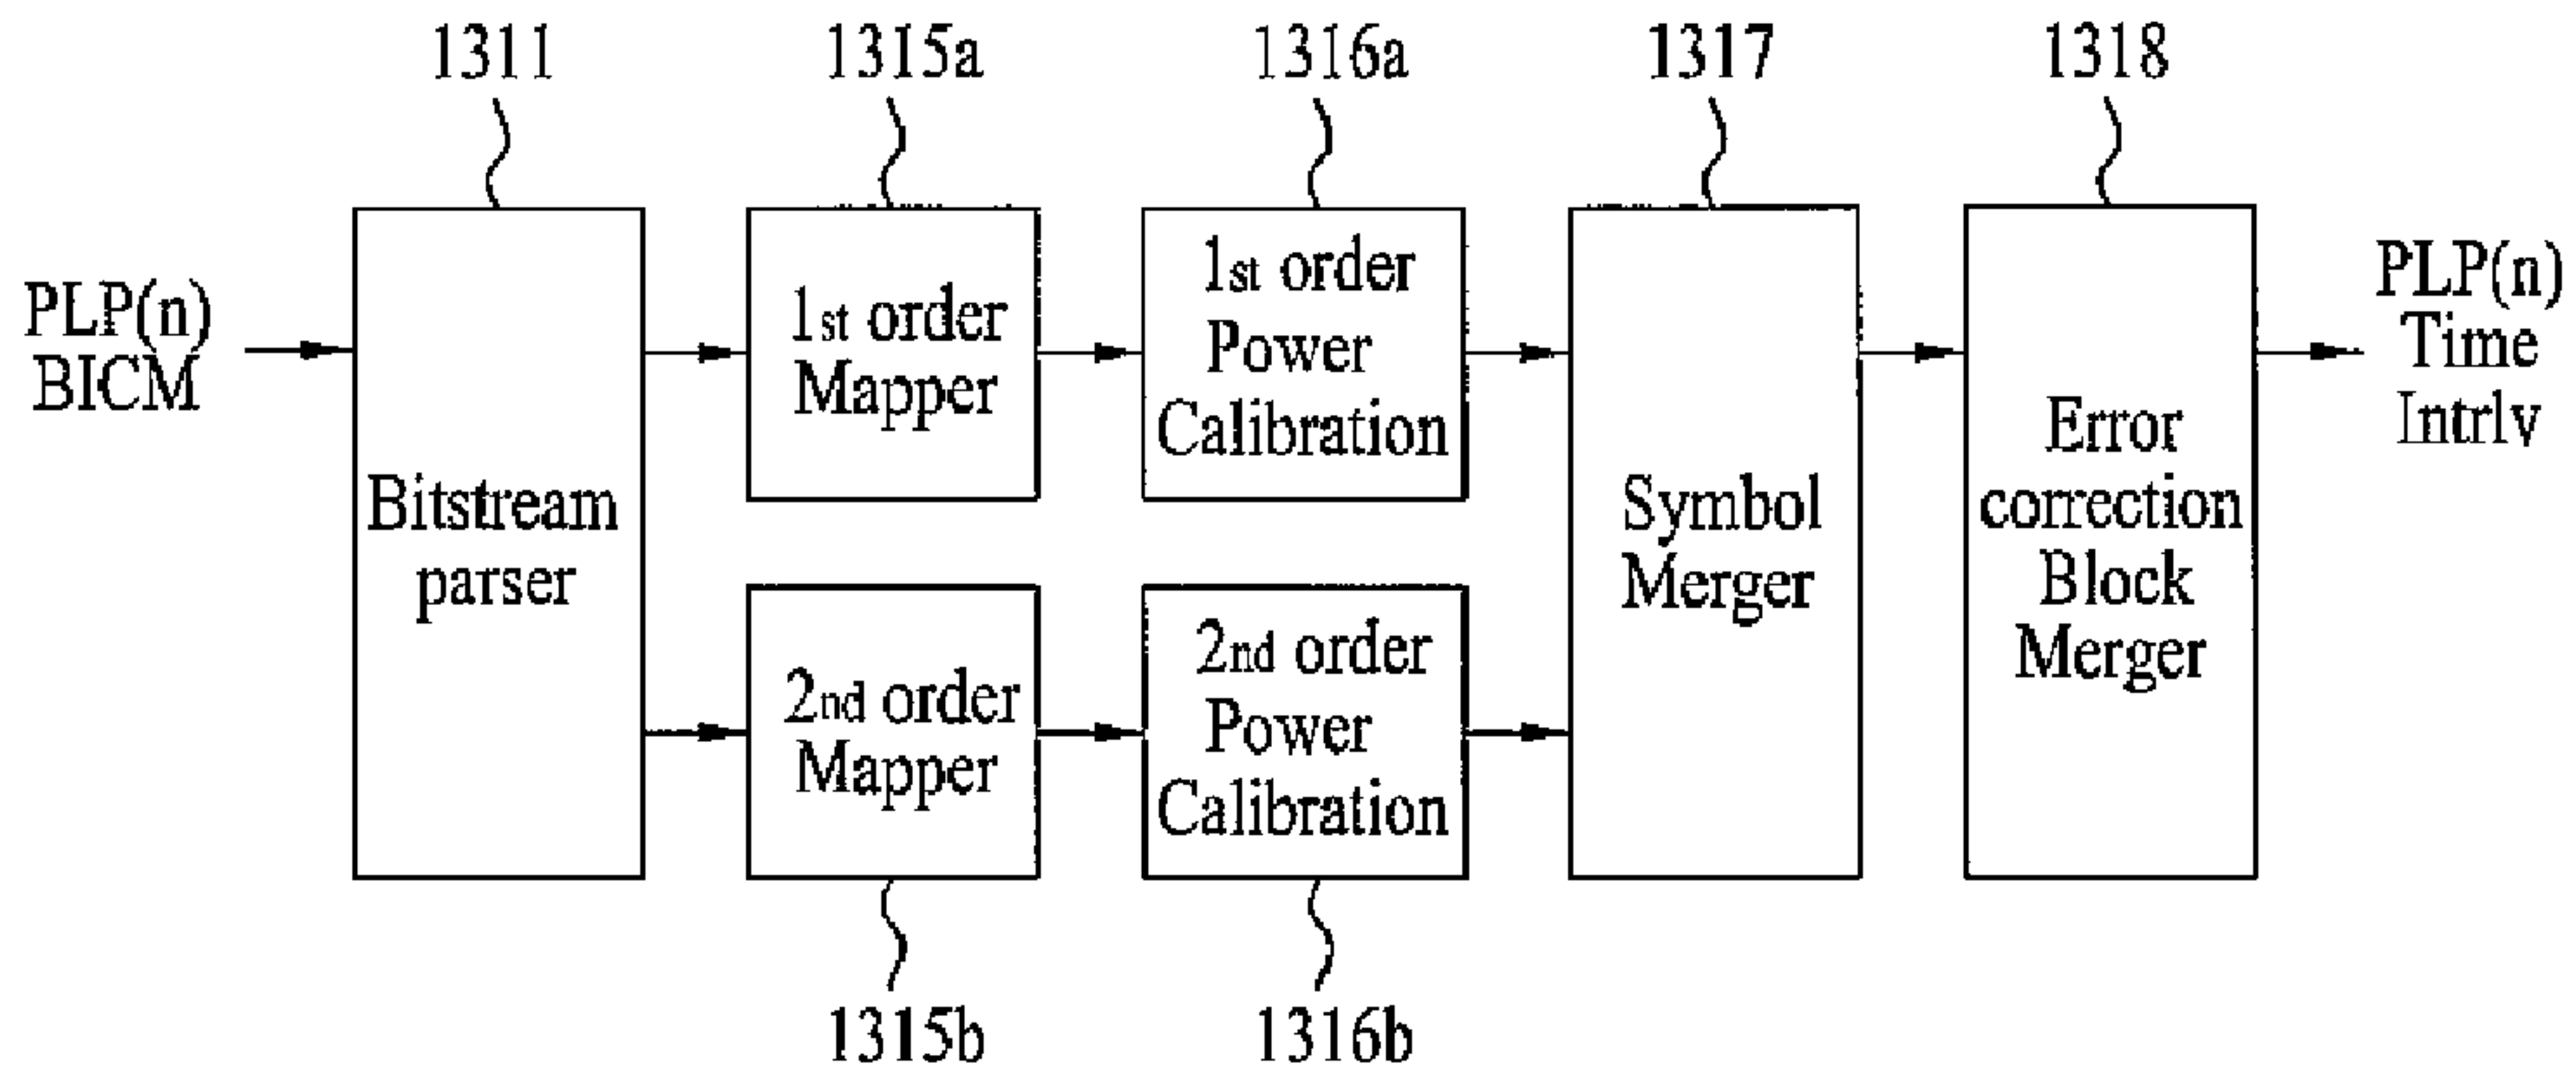 1311
1315a
1316a
1317
1318
PLP(n)
BICM
Bitstream
parser
1st order
Mapper
1st order
Power
Calibration
2nd order
Mapper
2nd order
Power
Calibration
Symbol
Merger
Error
correction
Block
Merger
PLP(n)
Time
Intrlv
1315b
1316b